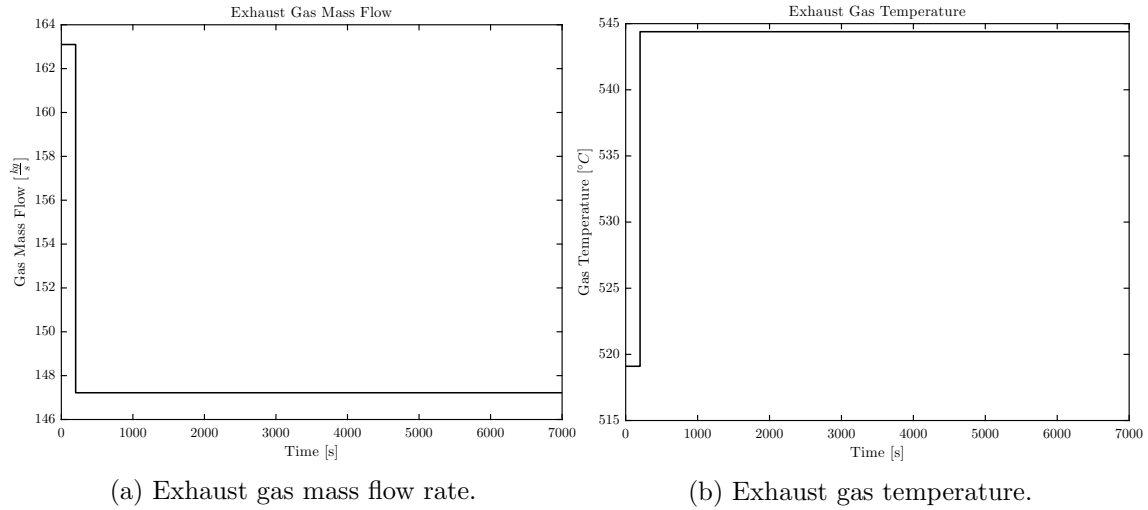 Exhaust Gas Mass Flow
164
162
160
158
156
154
152
150
148
146
Gas Mass Flow [kg/s]
0 1000 2000 3000 4000 5000 6000 7000
Time [s]
(a) Exhaust gas mass flow rate.
Exhaust Gas Temperature
545
540
535
530
525
520
515
Gas Temperature [°C]
0 1000 2000 3000 4000 5000 6000 7000
Time [s]
(b) Exhaust gas temperature.